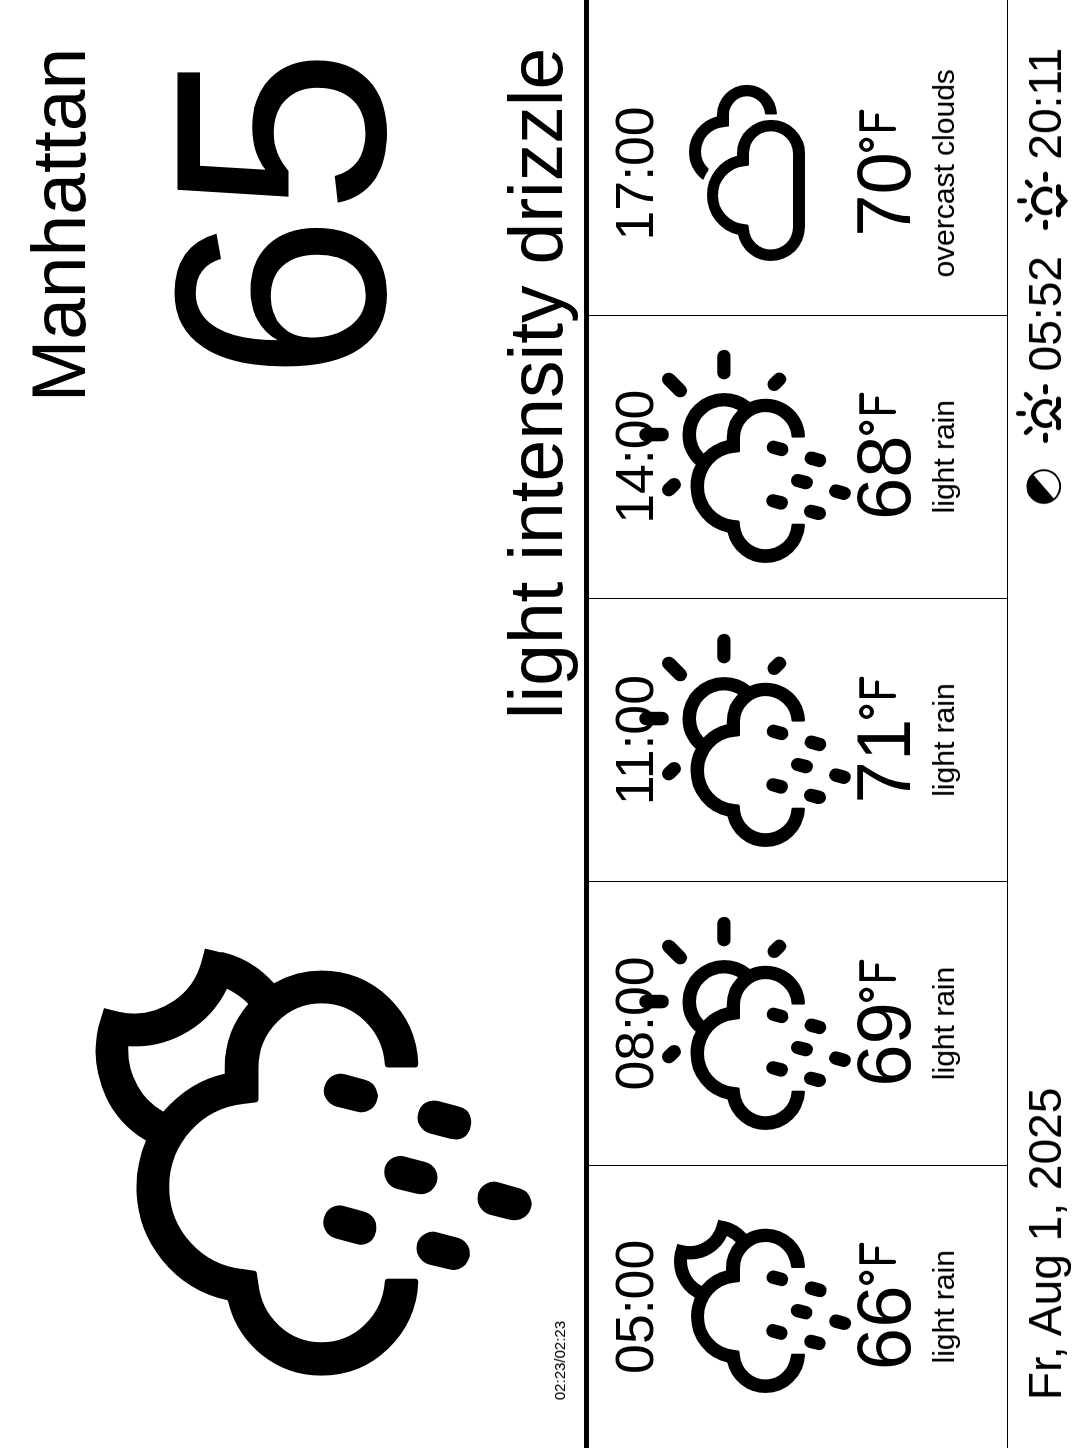 Manhattan
65
light intensity drizzle
02:23/02:23
05:00
66°F
light rain
08:00
69°F
light rain
11:00
71°F
light rain
14:00
68°F
light rain
17:00
70°F
overcast clouds
Fr, Aug 1, 2025
05:52 20:11